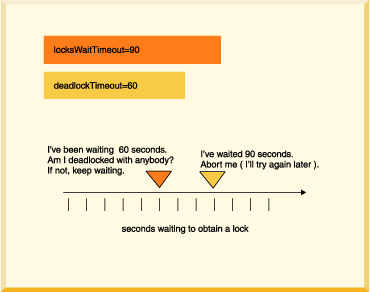 locksWaitTimeout=90
deadlockTimeout=60
I've been waiting 60 seconds.
Am I deadlocked with anybody?
If not, keep waiting.
I've waited 90 seconds.
Abort me ( I'll try again later ).
seconds waiting to obtain a lock